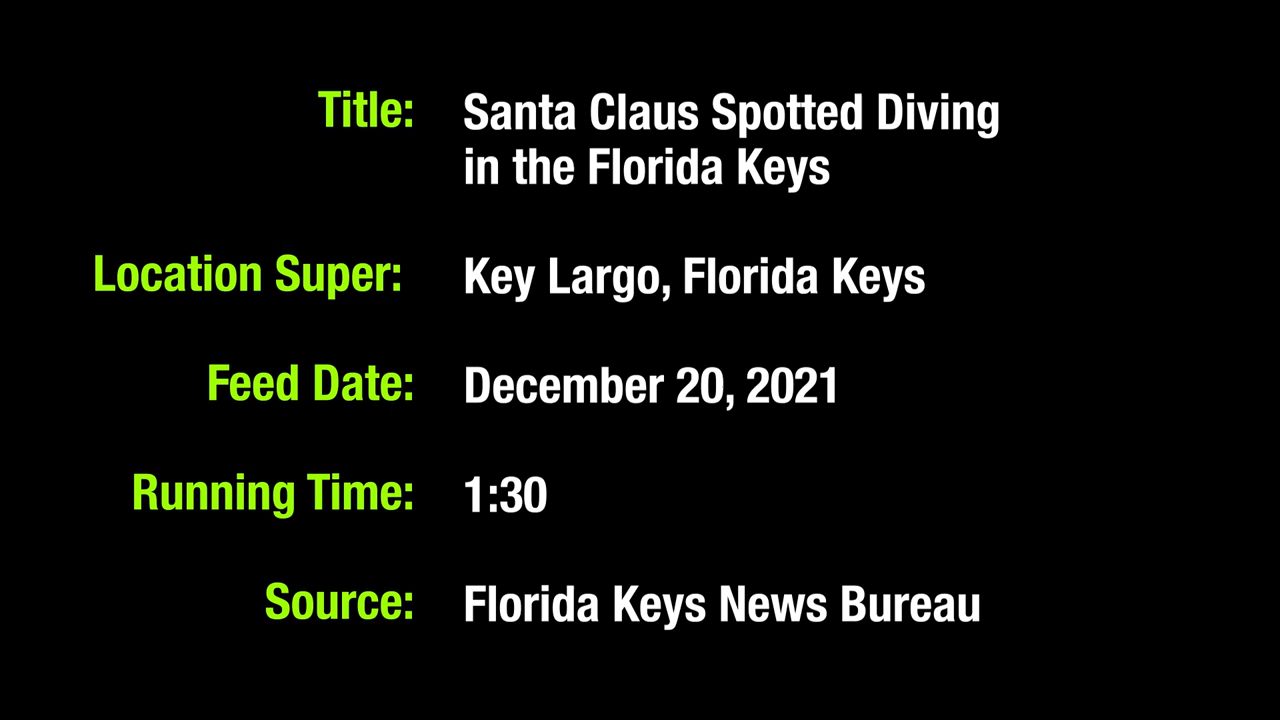 Title: Santa Claus Spotted Diving
in the Florida Keys
Location Super: Key Largo, Florida Keys
Feed Date: December 20, 2021
Running Time: 1:30
Source: Florida Keys News Bureau